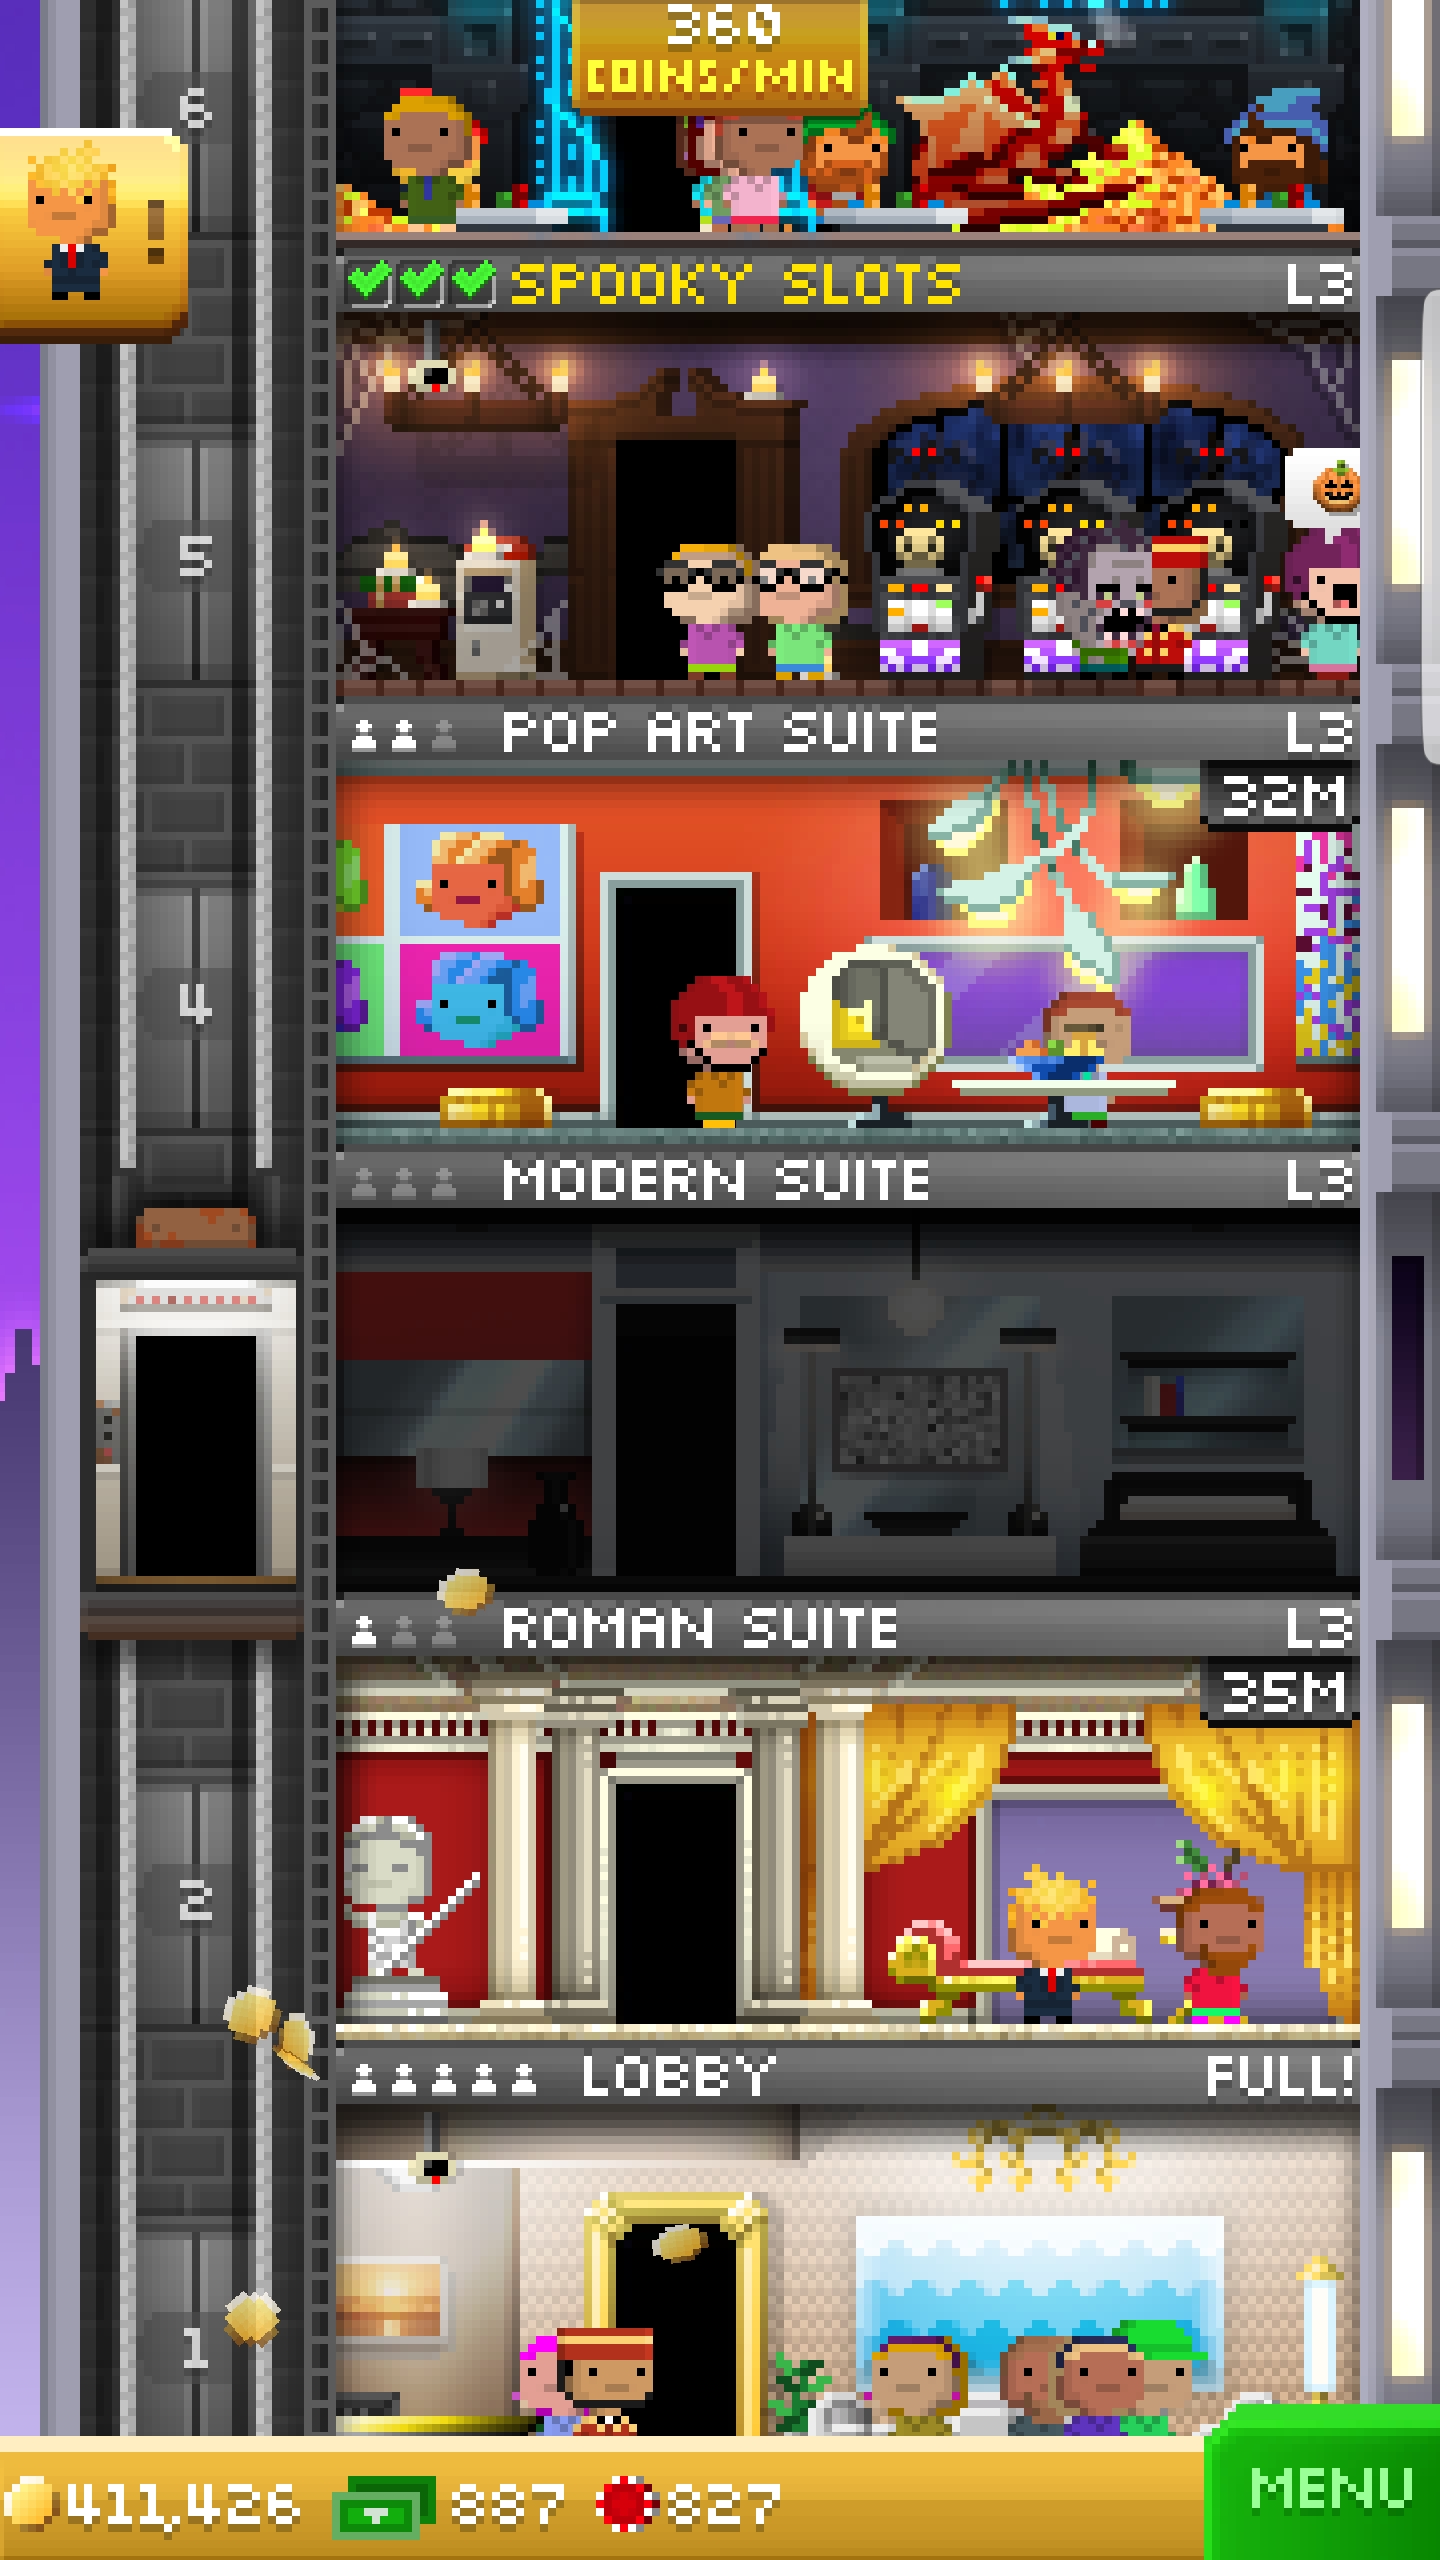 360
COINS/MIN
6
!
SPOOKY SLOTS L3
5
POP ART SUITE L3
32M
4
MODERN SUITE L3
ROMAN SUITE L3
35M
2
LOBBY FULL!
1
411,426 887 827
MENU